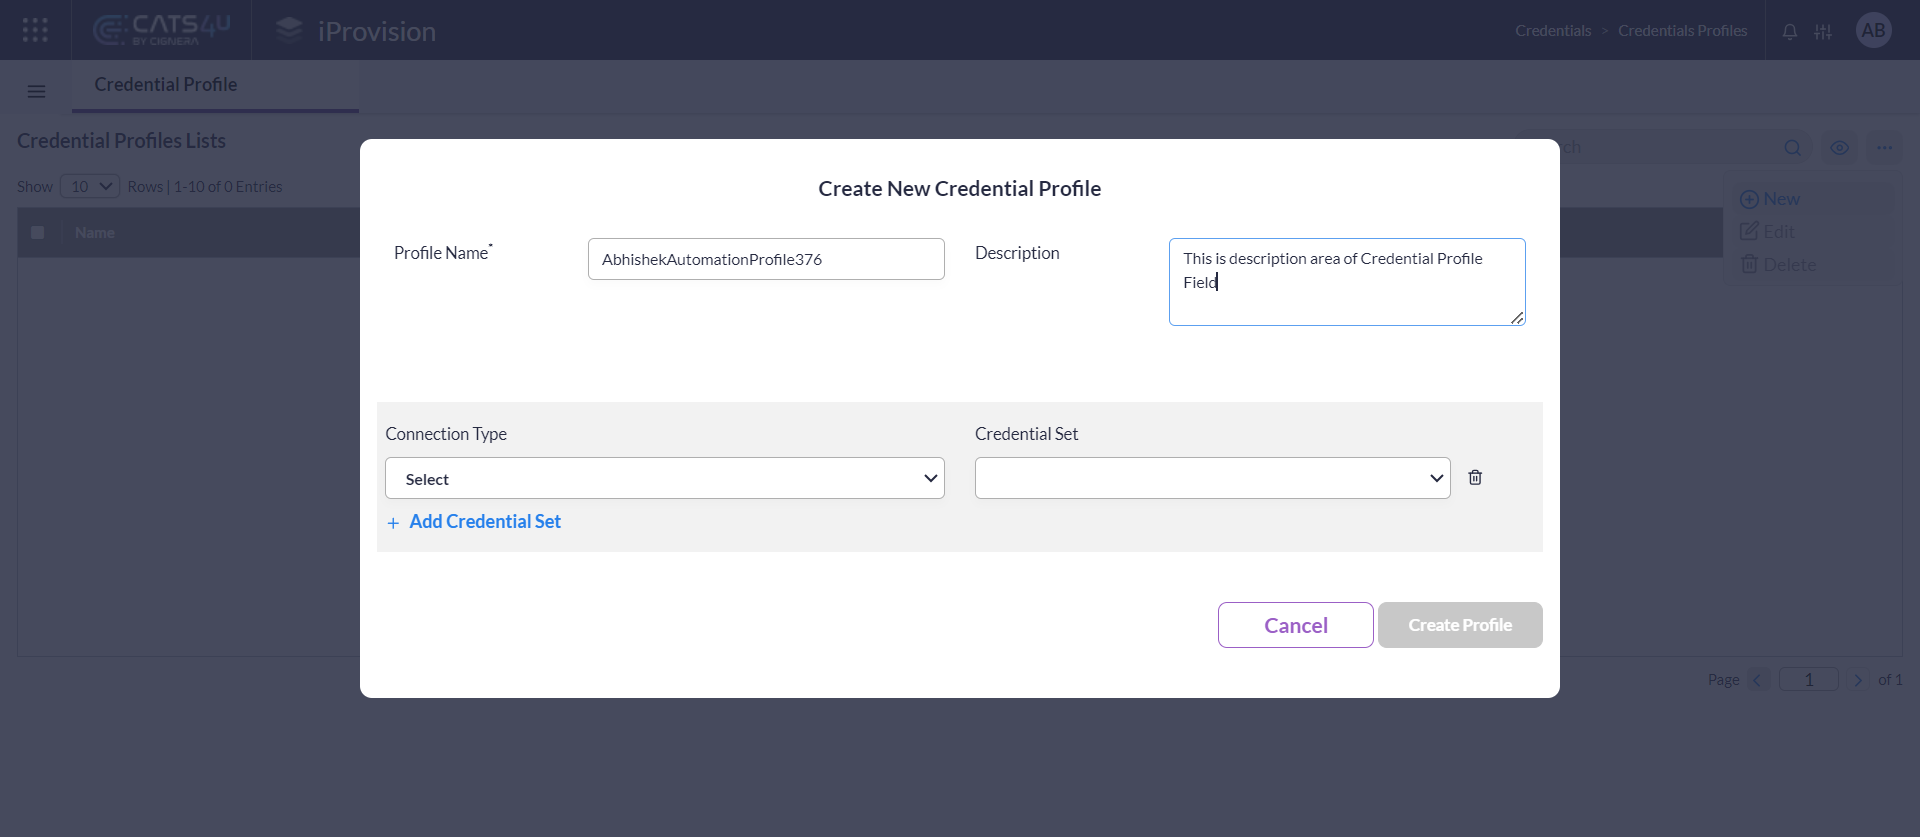 CATS4U
BY CIGNERA
iProvision
Credentials > Credentials Profiles
AB
Credential Profile
Credential Profiles Lists
Show 10 Rows | 1-10 of 0 Entries
Name
New
Edit
Delete
Create New Credential Profile
Profile Name*
AbhishekAutomationProfile376
Description
This is description area of Credential Profile
Field
Connection Type
Credential Set
Select
+ Add Credential Set
Cancel
Create Profile
Page 1 of 1